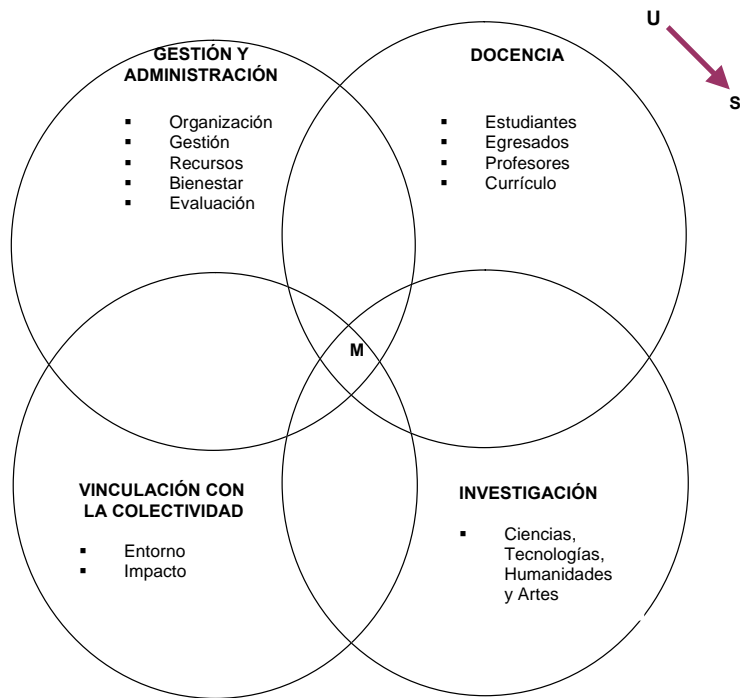 U
S
GESTIÓN Y
ADMINISTRACIÓN
▪ Organización
▪ Gestión
▪ Recursos
▪ Bienestar
▪ Evaluación
DOCENCIA
▪ Estudiantes
▪ Egresados
▪ Profesores
▪ Currículo
M
VINCULACIÓN CON
LA COLECTIVIDAD
▪ Entorno
▪ Impacto
INVESTIGACIÓN
▪ Ciencias,
Tecnologías,
Humanidades
y Artes